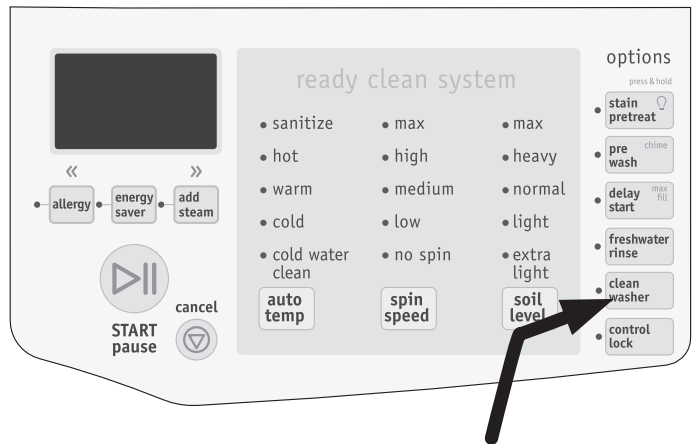 ready clean system
sanitize
hot
warm
cold
cold water
clean
auto
temp
max
high
medium
low
no spin
spin
speed
max
heavy
normal
light
extra
light
soil
level
«
»
allergy
energy
saver
add
steam
START
pause
cancel
options
press & hold
stain
pretreat
pre
wash
chime
delay
start
max
fill
freshwater
rinse
clean
washer
control
lock